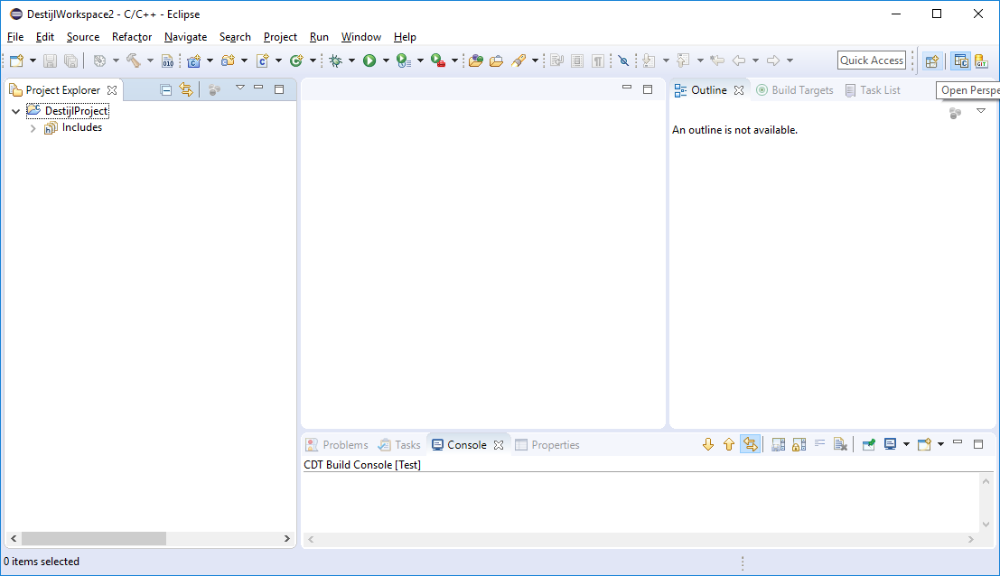 DestijlWorkspace2 - C/C++ - Eclipse
File Edit Source Refactor Navigate Search Project Run Window Help
010 Quick Access GIT
Project Explorer
Outline Build Targets Task List
Open Perspe
DestijlProject
Includes
An outline is not available.
Problems Tasks Console Properties
CDT Build Console [Test]
0 items selected